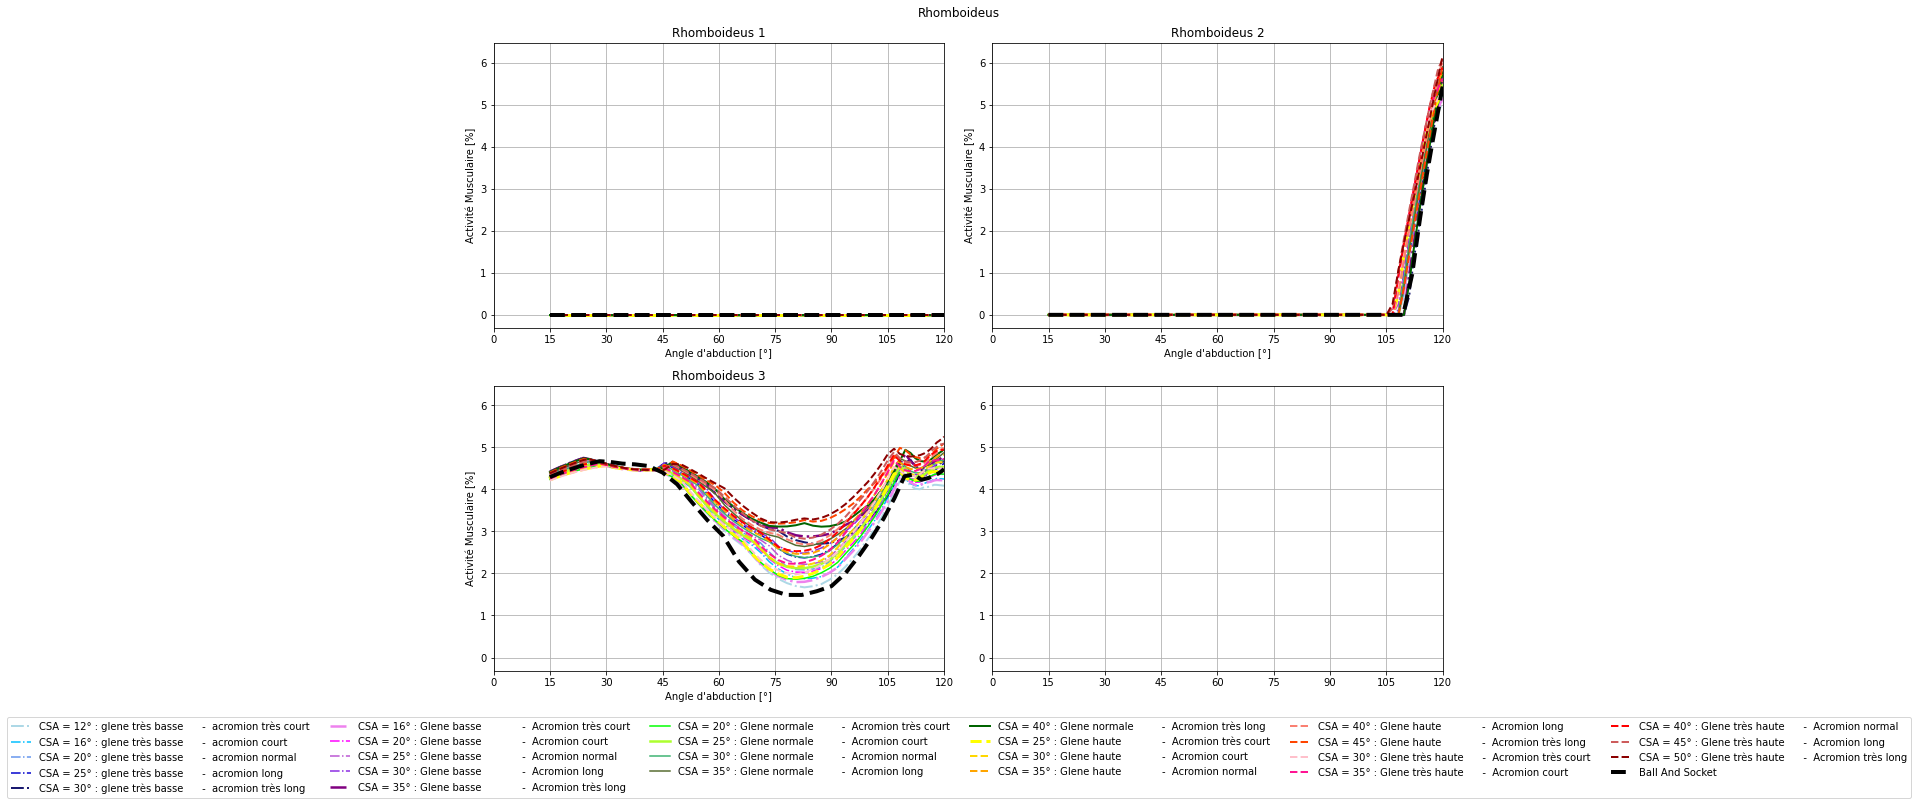 Rhomboideus
Rhomboideus 1
Activité Musculaire [%]
6
5
4
3
2
1
0
0 15 30 45 60 75 90 105 120
Angle d'abduction [°]
Rhomboideus 2
Activité Musculaire [%]
6
5
4
3
2
1
0
0 15 30 45 60 75 90 105 120
Angle d'abduction [°]
Rhomboideus 3
Activité Musculaire [%]
6
5
4
3
2
1
0
0 15 30 45 60 75 90 105 120
Angle d'abduction [°]
6
5
4
3
2
1
0
0 15 30 45 60 75 90 105 120
CSA = 12° : glene très basse - acromion très court
CSA = 16° : glene très basse - acromion court
CSA = 20° : glene très basse - acromion normal
CSA = 25° : glene très basse - acromion long
CSA = 30° : glene très basse - acromion très long
CSA = 16° : Glene basse - Acromion très court
CSA = 20° : Glene basse - Acromion court
CSA = 25° : Glene basse - Acromion normal
CSA = 30° : Glene basse - Acromion long
CSA = 35° : Glene basse - Acromion très long
CSA = 20° : Glene normale - Acromion très court
CSA = 25° : Glene normale - Acromion court
CSA = 30° : Glene normale - Acromion normal
CSA = 35° : Glene normale - Acromion long
CSA = 40° : Glene normale - Acromion très long
CSA = 25° : Glene haute - Acromion très court
CSA = 30° : Glene haute - Acromion court
CSA = 35° : Glene haute - Acromion normal
CSA = 40° : Glene haute - Acromion long
CSA = 45° : Glene haute - Acromion très long
CSA = 30° : Glene très haute - Acromion très court
CSA = 35° : Glene très haute - Acromion court
CSA = 40° : Glene très haute - Acromion normal
CSA = 45° : Glene très haute - Acromion long
CSA = 50° : Glene très haute - Acromion très long
Ball And Socket